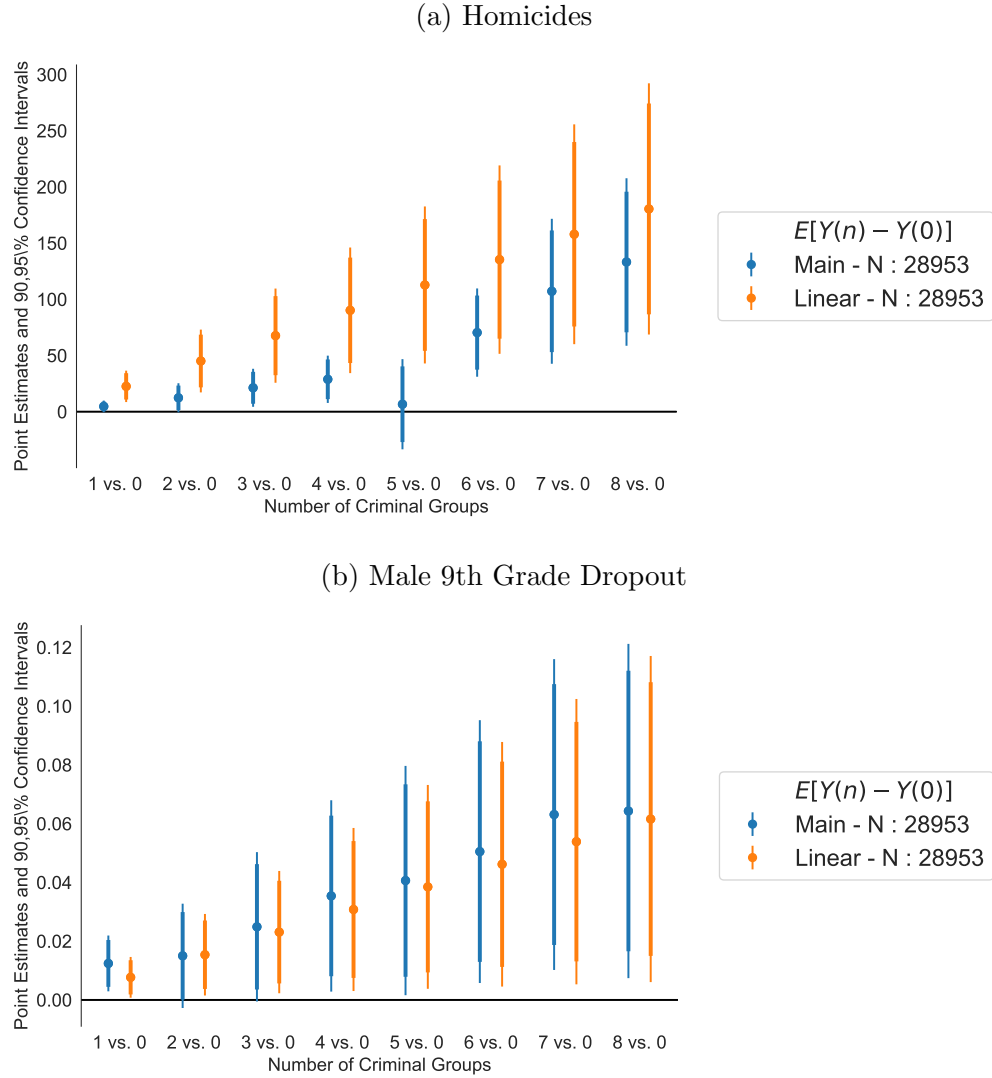 (a) Homicides
Point Estimates and 90,95\% Confidence Intervals
300
250
200
150
100
50
0
1 vs. 0 2 vs. 0 3 vs. 0 4 vs. 0 5 vs. 0 6 vs. 0 7 vs. 0 8 vs. 0
Number of Criminal Groups
E[Y(n) − Y(0)]
Main - N : 28953
Linear - N : 28953
(b) Male 9th Grade Dropout
Point Estimates and 90,95\% Confidence Intervals
0.12
0.10
0.08
0.06
0.04
0.02
0.00
1 vs. 0 2 vs. 0 3 vs. 0 4 vs. 0 5 vs. 0 6 vs. 0 7 vs. 0 8 vs. 0
Number of Criminal Groups
E[Y(n) − Y(0)]
Main - N : 28953
Linear - N : 28953